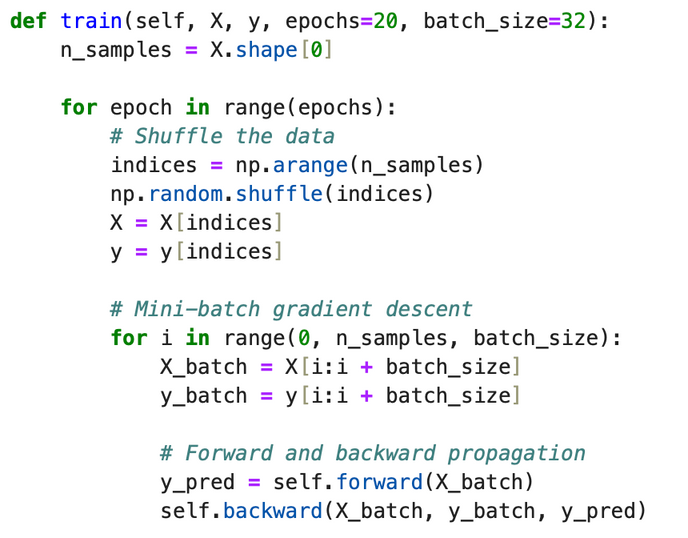 def train(self, X, y, epochs=20, batch_size=32):
    n_samples = X.shape[0]

    for epoch in range(epochs):
        # Shuffle the data
        indices = np.arange(n_samples)
        np.random.shuffle(indices)
        X = X[indices]
        y = y[indices]

        # Mini-batch gradient descent
        for i in range(0, n_samples, batch_size):
            X_batch = X[i:i + batch_size]
            y_batch = y[i:i + batch_size]

            # Forward and backward propagation
            y_pred = self.forward(X_batch)
            self.backward(X_batch, y_batch, y_pred)